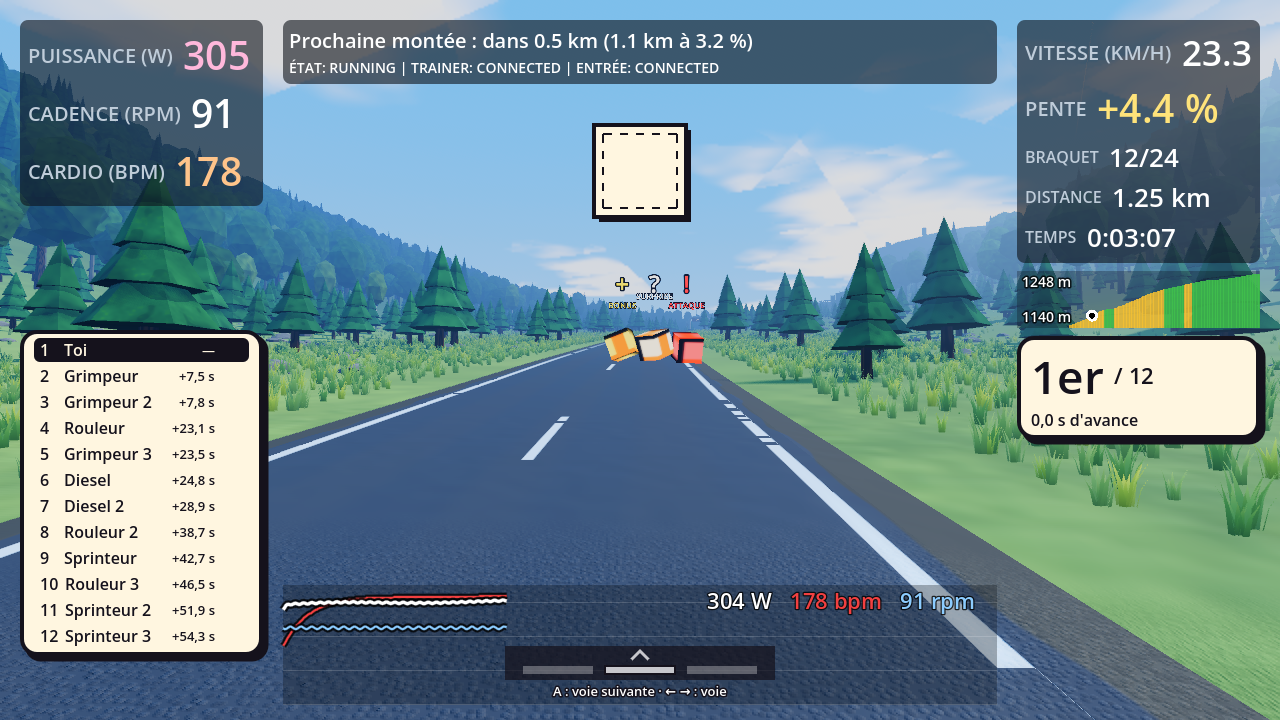 PUISSANCE (W) 305
CADENCE (RPM) 91
CARDIO (BPM) 178
Prochaine montée : dans 0.5 km (1.1 km à 3.2 %)
ÉTAT: RUNNING | TRAINER: CONNECTED | ENTRÉE: CONNECTED
VITESSE (KM/H) 23.3
PENTE +4.4 %
BRAQUET 12/24
DISTANCE 1.25 km
TEMPS 0:03:07
1248 m
1140 m
+ ? !
SURPRISE
BONUS ATTAQUE
1er / 12
0,0 s d'avance
1 Toi —
2 Grimpeur +7,5 s
3 Grimpeur 2 +7,8 s
4 Rouleur +23,1 s
5 Grimpeur 3 +23,5 s
6 Diesel +24,8 s
7 Diesel 2 +28,9 s
8 Rouleur 2 +38,7 s
9 Sprinteur +42,7 s
10 Rouleur 3 +46,5 s
11 Sprinteur 2 +51,9 s
12 Sprinteur 3 +54,3 s
304 W 178 bpm 91 rpm
A : voie suivante · ← → : voie